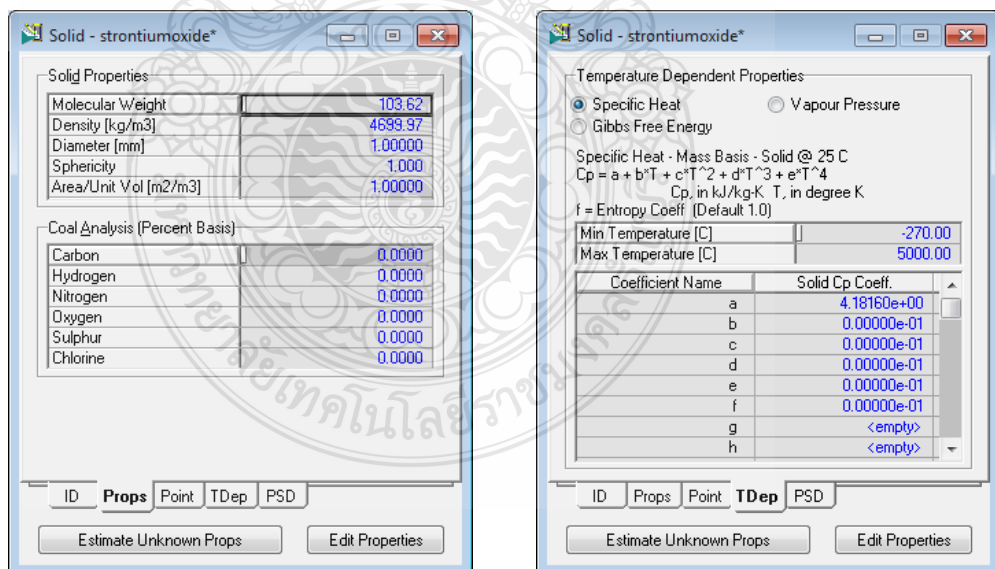 Solid - strontiumoxide*
Solid Properties
Molecular Weight 103.62
Density [kg/m3] 4699.97
Diameter [mm] 1.00000
Sphericity 1.000
Area/Unit Vol [m2/m3] 1.00000
Coal Analysis (Percent Basis)
Carbon 0.0000
Hydrogen 0.0000
Nitrogen 0.0000
Oxygen 0.0000
Sulphur 0.0000
Chlorine 0.0000
ID Props Point TDep PSD
Estimate Unknown Props Edit Properties
Solid - strontiumoxide*
Temperature Dependent Properties
Specific Heat Vapour Pressure
Gibbs Free Energy
Specific Heat - Mass Basis - Solid @ 25 C
Cp = a + b*T + c*T^2 + d*T^3 + e*T^4
Cp, in kJ/kg-K T, in degree K
f = Entropy Coeff (Default 1.0)
Min Temperature [C] -270.00
Max Temperature [C] 5000.00
Coefficient Name Solid Cp Coeff.
a 4.18160e+00
b 0.00000e-01
c 0.00000e-01
d 0.00000e-01
e 0.00000e-01
f 0.00000e-01
g <empty>
h <empty>
ID Props Point TDep PSD
Estimate Unknown Props Edit Properties